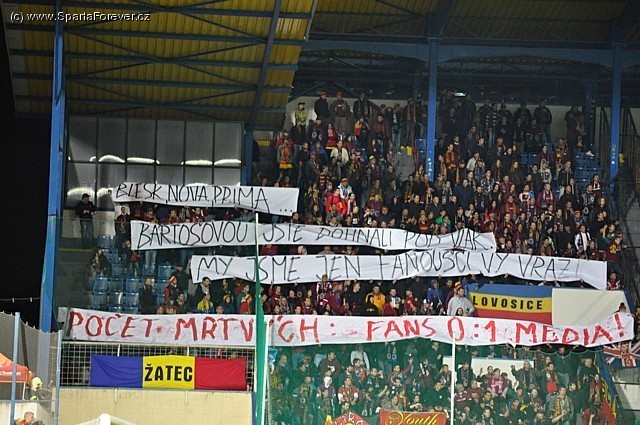 (c) www.SpartaForever.cz
BLESK, NOVA, PRIMA ...
BARTOŠOVOU JSTE DOHNALI POD VLAK
MY JSME JEN FANOUŠCI VY VRAZI
POČET MRTVÝCH: FANS 0:1 MEDIA!
LOVOSICE
ŽATEC
Youth